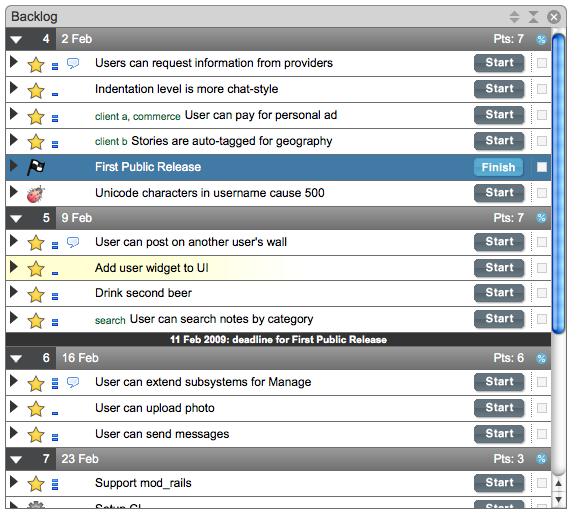 Backlog
4 2 Feb Pts: 7 %
Users can request information from providers Start
Indentation level is more chat-style Start
client a, commerce User can pay for personal ad Start
client b Stories are auto-tagged for geography Start
First Public Release Finish
Unicode characters in username cause 500 Start
5 9 Feb Pts: 7 %
User can post on another user's wall Start
Add user widget to UI Start
Drink second beer Start
search User can search notes by category Start
11 Feb 2009: deadline for First Public Release
6 16 Feb Pts: 6 %
User can extend subsystems for Manage Start
User can upload photo Start
User can send messages Start
7 23 Feb Pts: 3 %
Support mod_rails Start